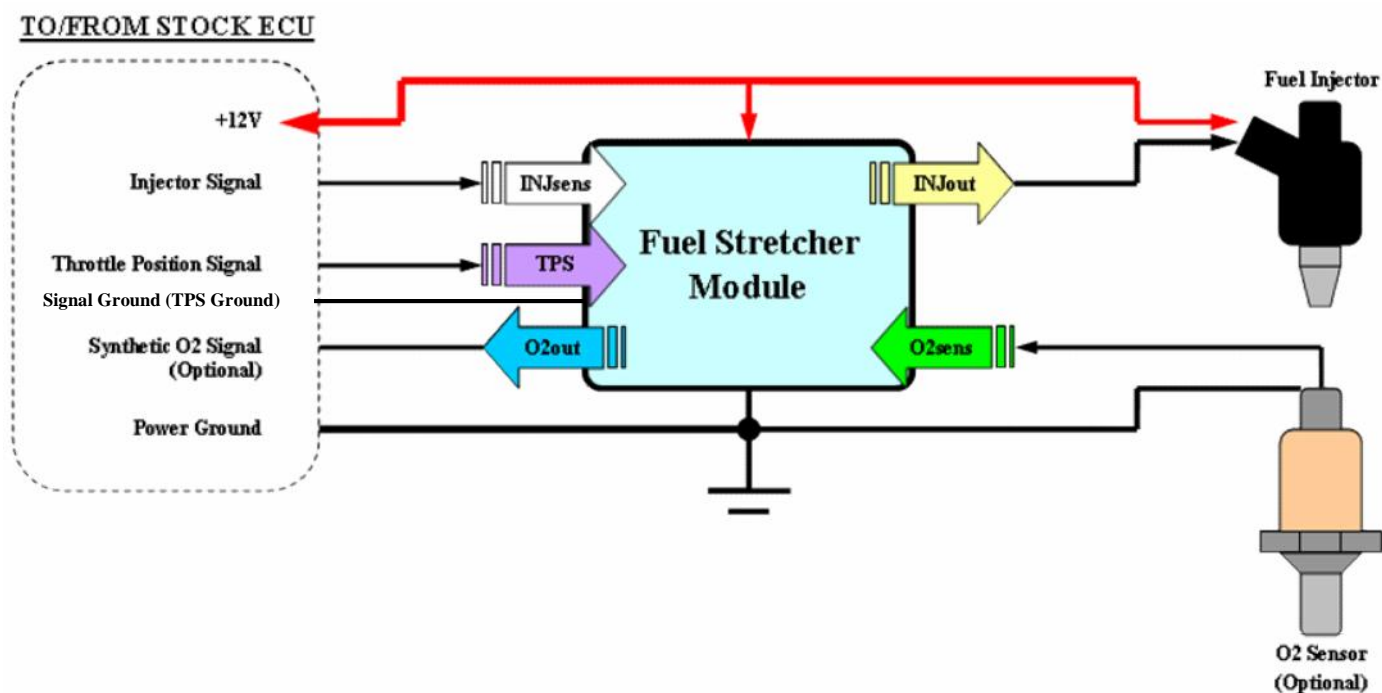 TO/FROM STOCK ECU
+12V
Injector Signal
Throttle Position Signal
Signal Ground (TPS Ground)
Synthetic O2 Signal
(Optional)
Power Ground
INJsens
TPS
O2out
Fuel Stretcher
Module
INJout
O2sens
Fuel Injector
O2 Sensor
(Optional)